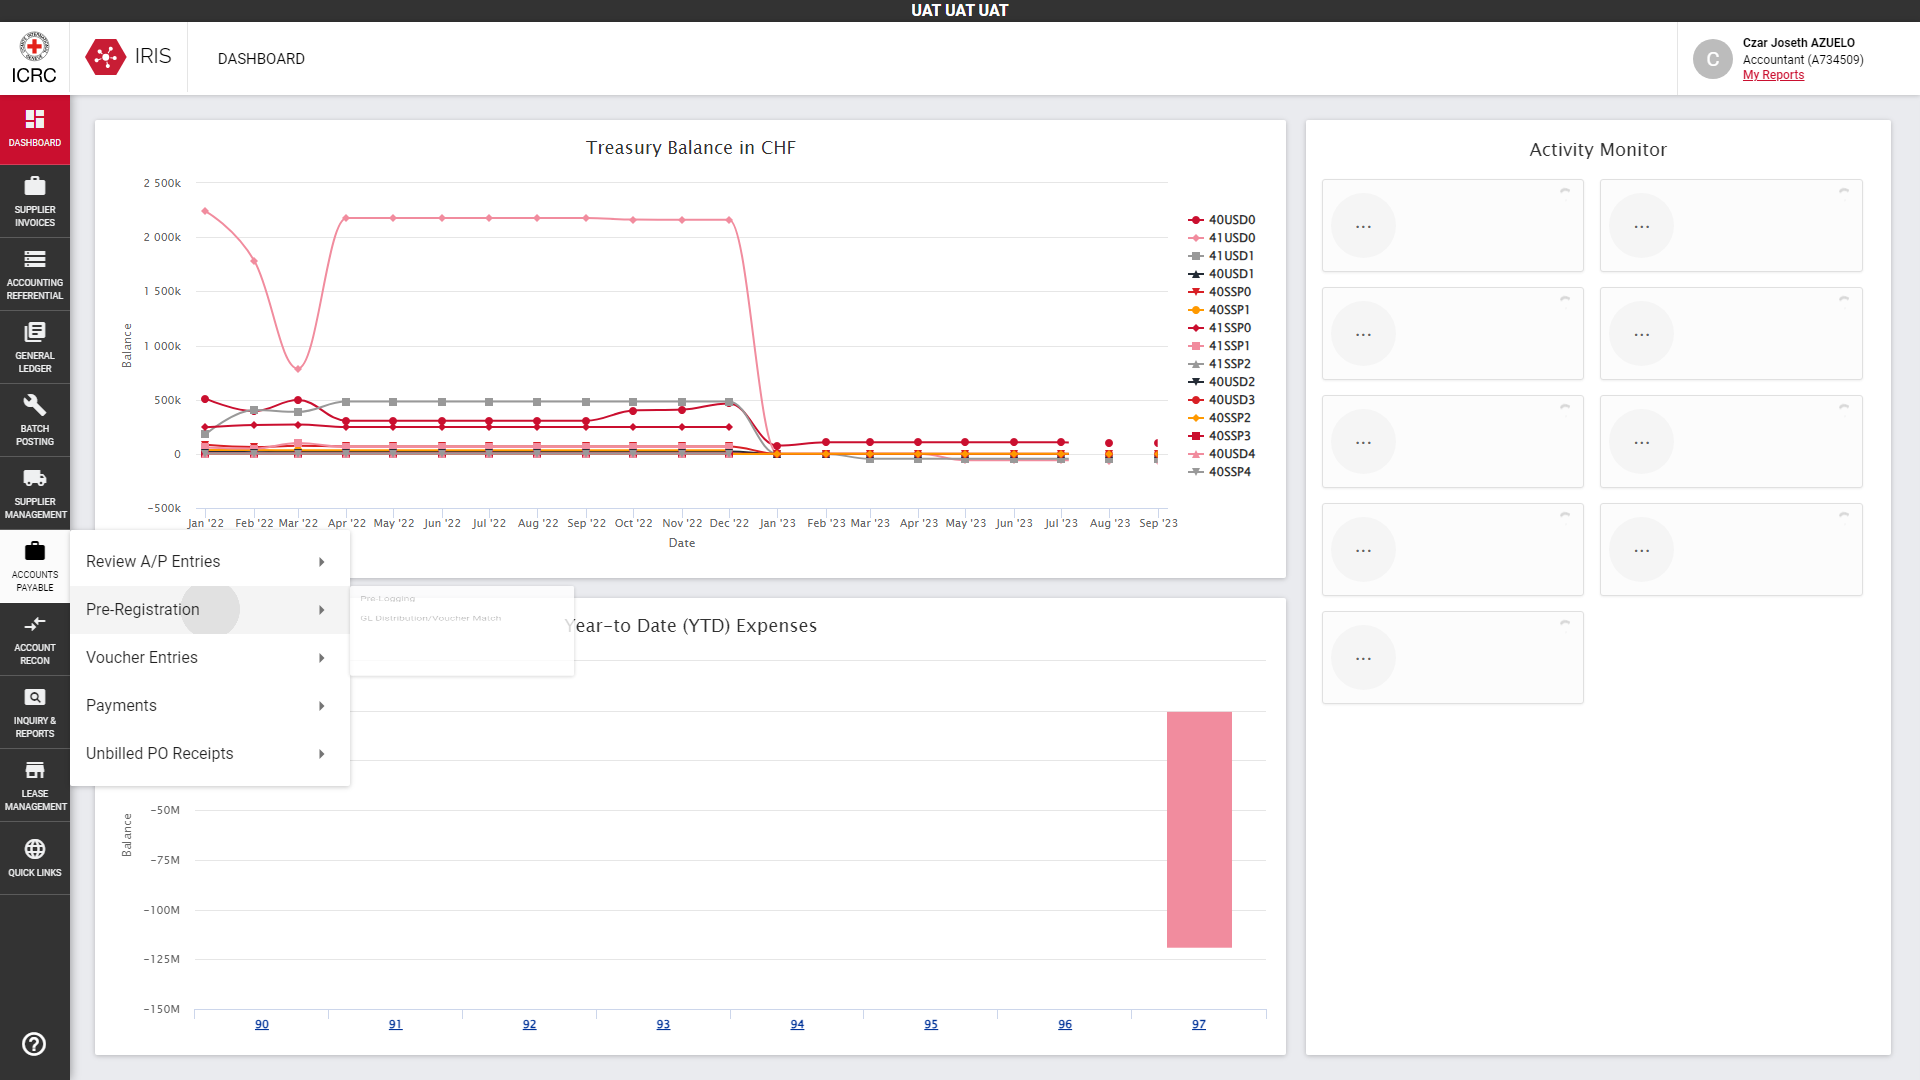 UAT UAT UAT
ICRC
IRIS
DASHBOARD
C
Czar Joseth AZUELO
Accountant (A734509)
My Reports
DASHBOARD
SUPPLIER
INVOICES
ACCOUNTING
REFERENTIAL
GENERAL
LEDGER
BATCH
POSTING
SUPPLIER
MANAGEMENT
ACCOUNTS
PAYABLE
ACCOUNT
RECON
INQUIRY &
REPORTS
LEASE
MANAGEMENT
QUICK LINKS
Treasury Balance in CHF
2 500k
2 000k
1 500k
1 000k
500k
0
−500k
Balance
Jan '22 Feb '22 Mar '22 Apr '22 May '22 Jun '22 Jul '22 Aug '22 Sep '22 Oct '22 Nov '22 Dec '22 Jan '23 Feb '23 Mar '23 Apr '23 May '23 Jun '23 Jul '23 Aug '23 Sep '23
Date
40USD0
41USD0
41USD1
40USD1
40SSP0
40SSP1
41SSP0
41SSP1
41SSP2
40USD2
40USD3
40SSP2
40SSP3
40USD4
40SSP4
Review A/P Entries
Pre-Registration
Voucher Entries
Payments
Unbilled PO Receipts
Pre-Logging
GL Distribution/Voucher Match
Year-to Date (YTD) Expenses
−50M
−75M
−100M
−125M
−150M
Balance
90 91 92 93 94 95 96 97
Activity Monitor
... ...
... ...
... ...
... ...
...